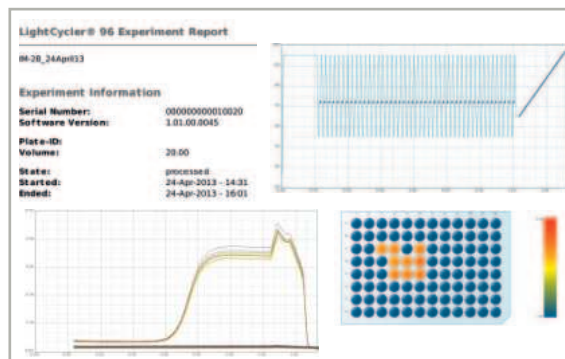 LightCycler® 96 Experiment Report
IM-2B_24April13
Experiment Information
Serial Number: 000000000010020
Software Version: 1.01.00.0045
Plate-ID:
Volume: 20.00
State: processed
Started: 24-Apr-2013 - 14:31
Ended: 24-Apr-2013 - 16:01